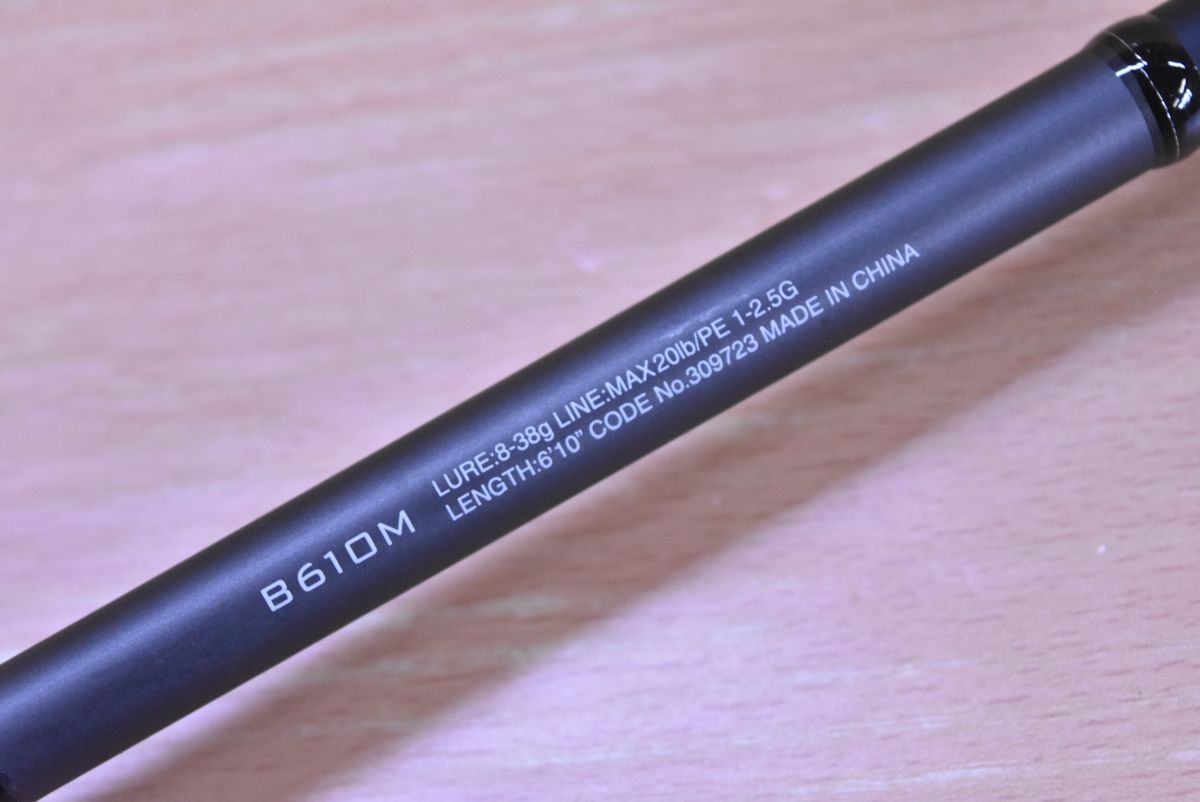 B610M
LURE:8-38g LINE:MAX20lb/PE 1-2.5G
LENGTH:6'10" CODE No.309723 MADE IN CHINA